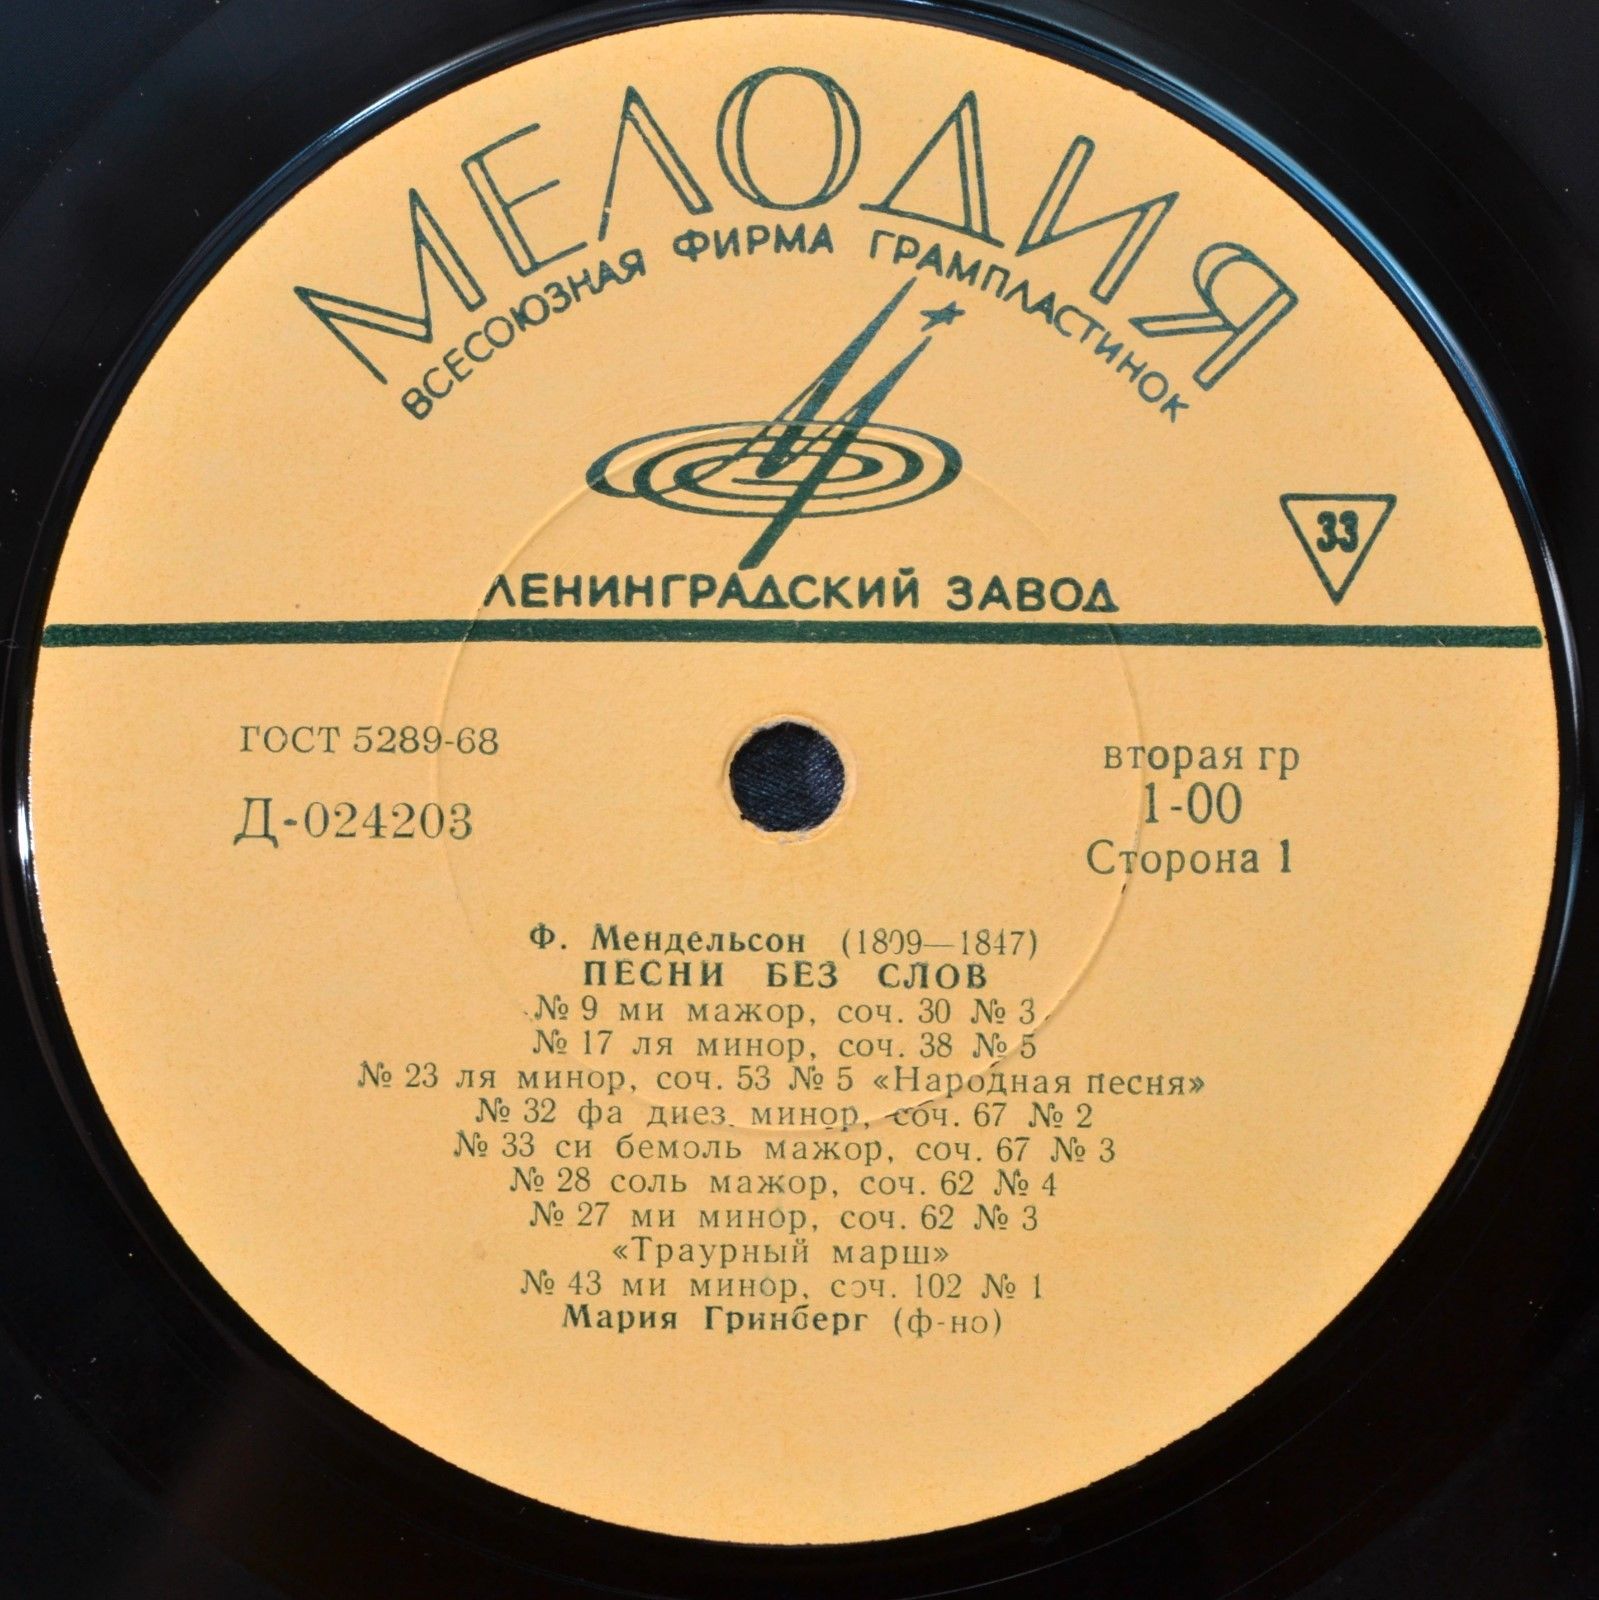 МЕЛОДИЯ
ВСЕСОЮЗНАЯ ФИРМА ГРАМПЛАСТИНОК
33
ЛЕНИНГРАДСКИЙ ЗАВОД
ГОСТ 5289-68
Д-024203
вторая гр
1-00
Сторона 1
Ф. Мендельсон (1809—1847)
ПЕСНИ БЕЗ СЛОВ
№ 9 ми мажор, соч. 30 № 3
№ 17 ля минор, соч. 38 № 5
№ 23 ля минор, соч. 53 № 5 «Народная песня»
№ 32 фа диез минор, соч. 67 № 2
№ 33 си бемоль мажор, соч. 67 № 3
№ 28 соль мажор, соч. 62 № 4
№ 27 ми минор, соч. 62 № 3
«Траурный марш»
№ 43 ми минор, соч. 102 № 1
Мария Гринберг (ф-но)